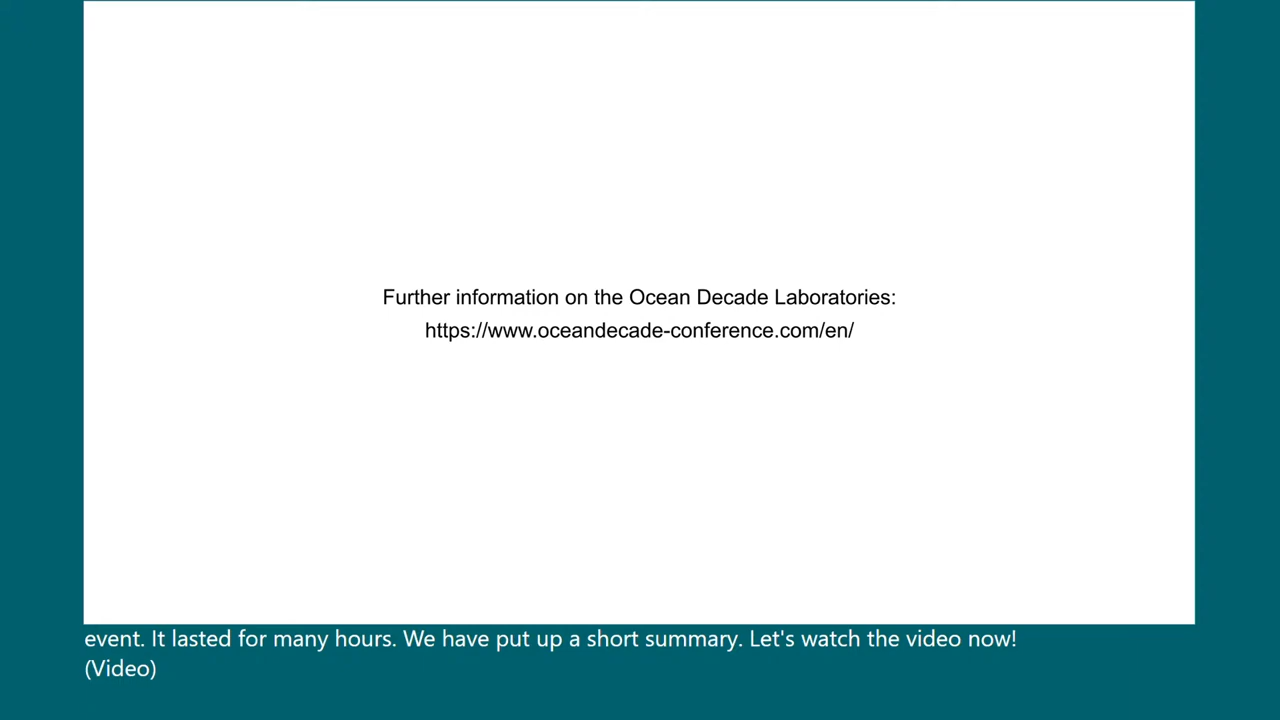 Further information on the Ocean Decade Laboratories:
https://www.oceandecade-conference.com/en/
event. It lasted for many hours. We have put up a short summary. Let's watch the video now!
(Video)